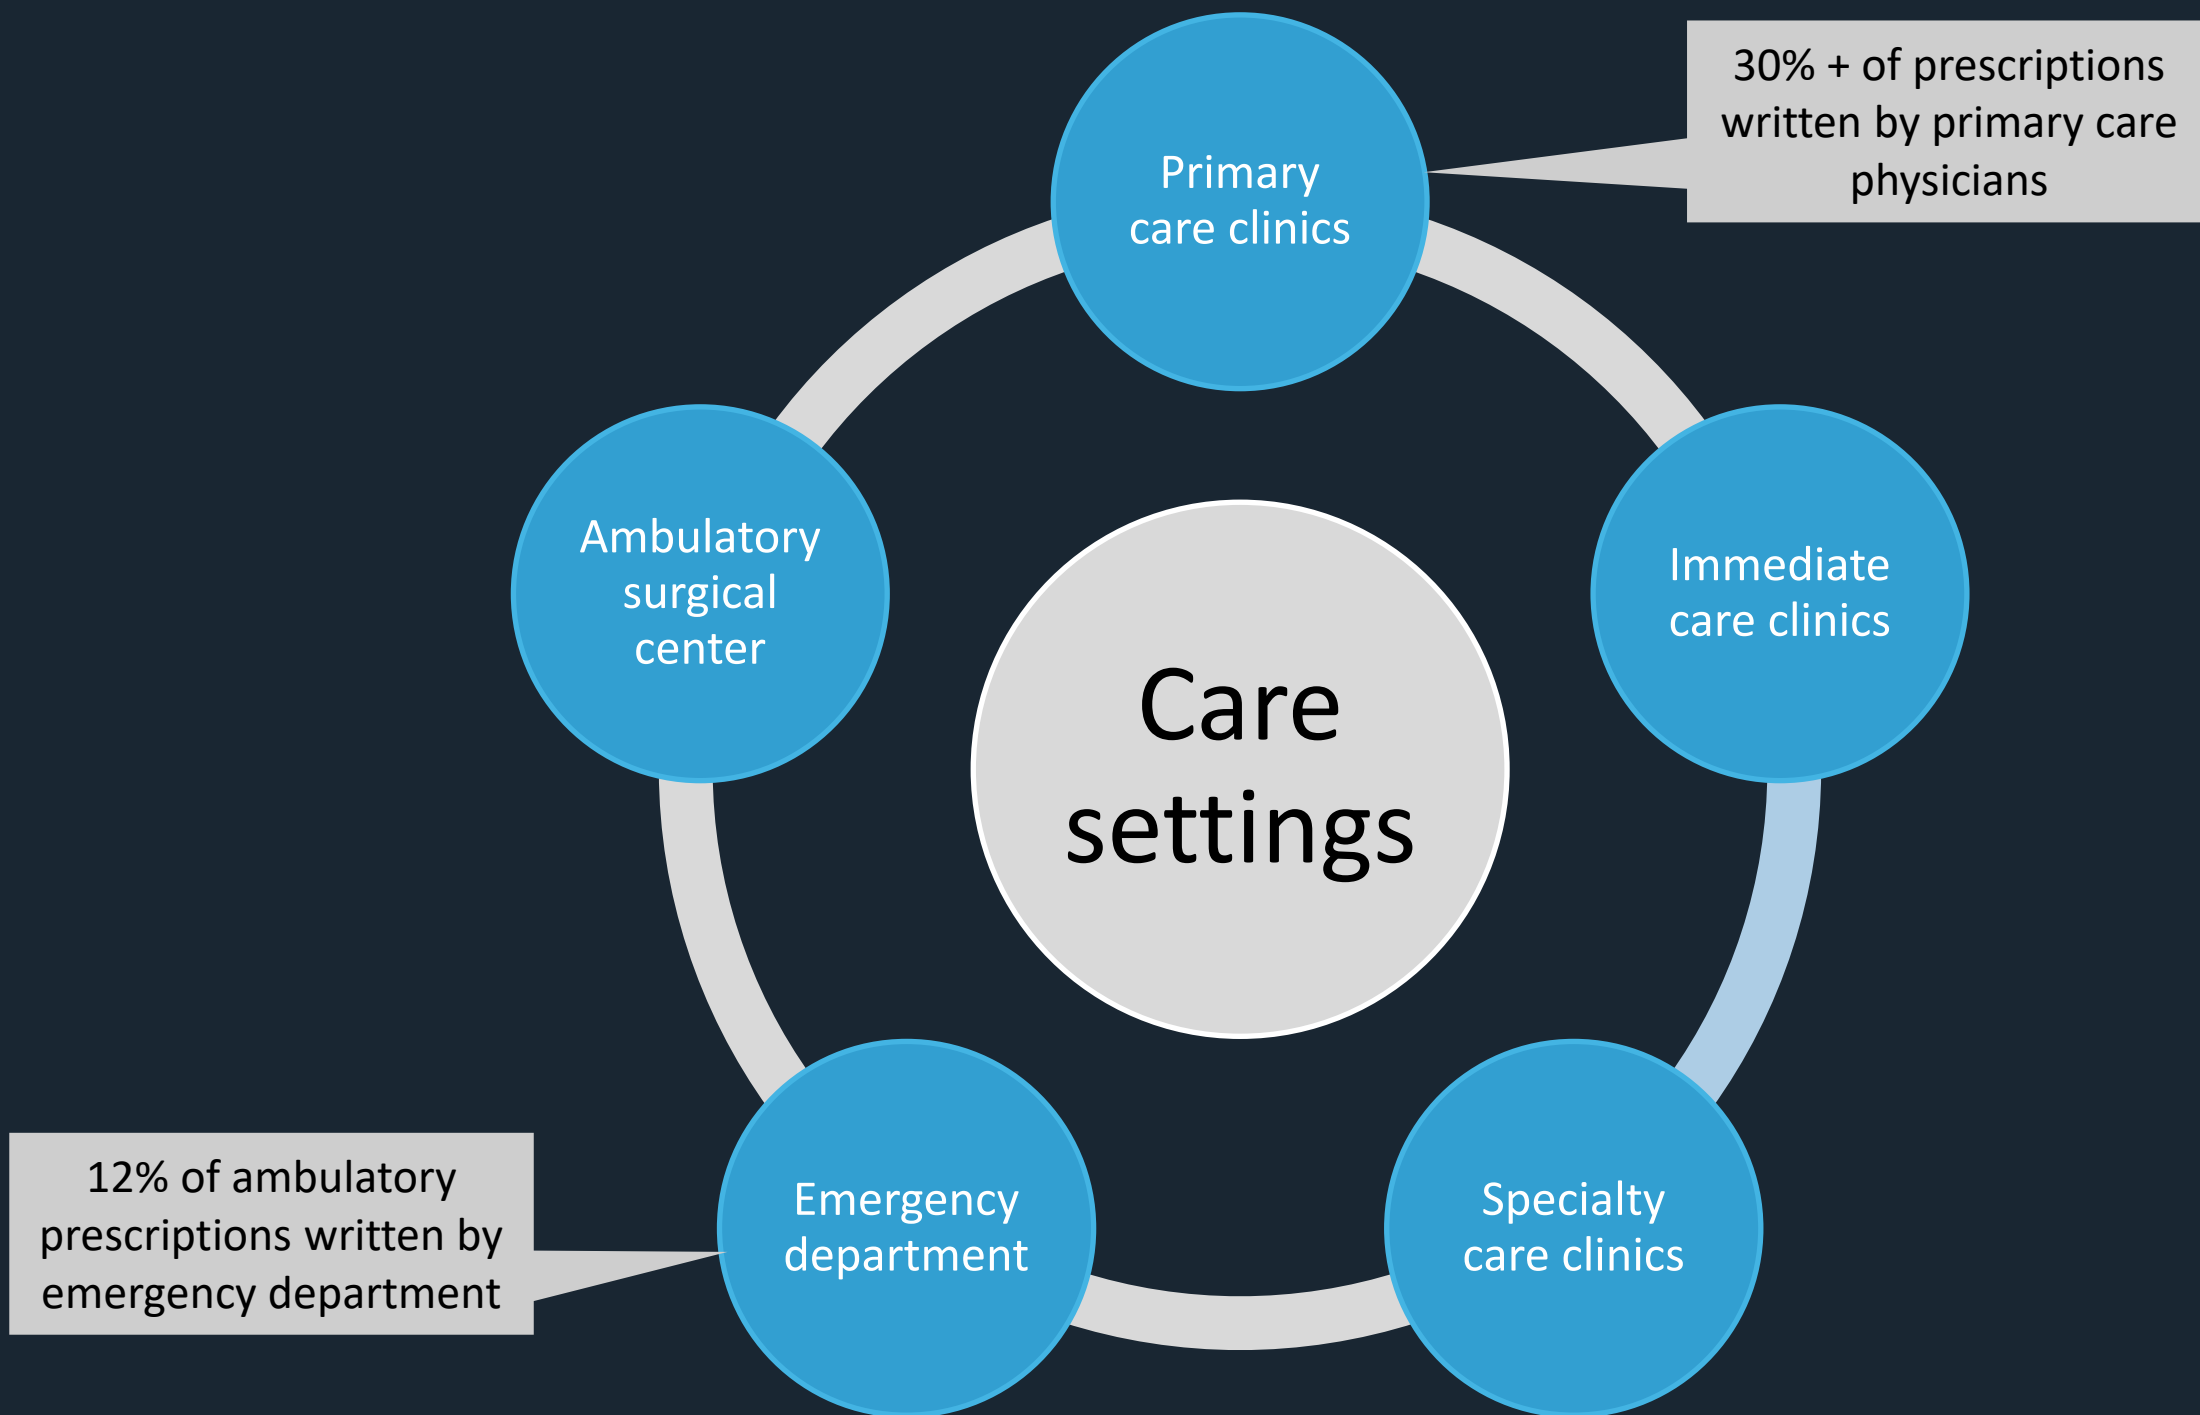 30% + of prescriptions
written by primary care
physicians
Primary
care clinics
Ambulatory
surgical
center
Immediate
care clinics
Care
settings
12% of ambulatory
prescriptions written by
emergency department
Emergency
department
Specialty
care clinics